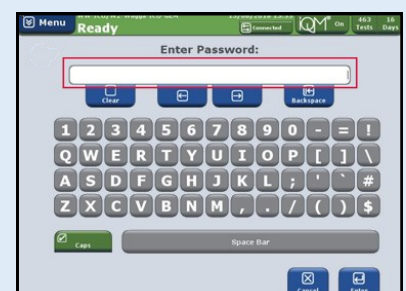 Menu
Ready
Connected
IQM On
463 Tests
16 Days
Enter Password:
Clear
Backspace
1 2 3 4 5 6 7 8 9 0 - = !
Q W E R T Y U I O P [ ] \
A S D F G H J K L ; ' ` #
Z X C V B N M , . / ( ) $
Caps
Space Bar
Cancel
Enter